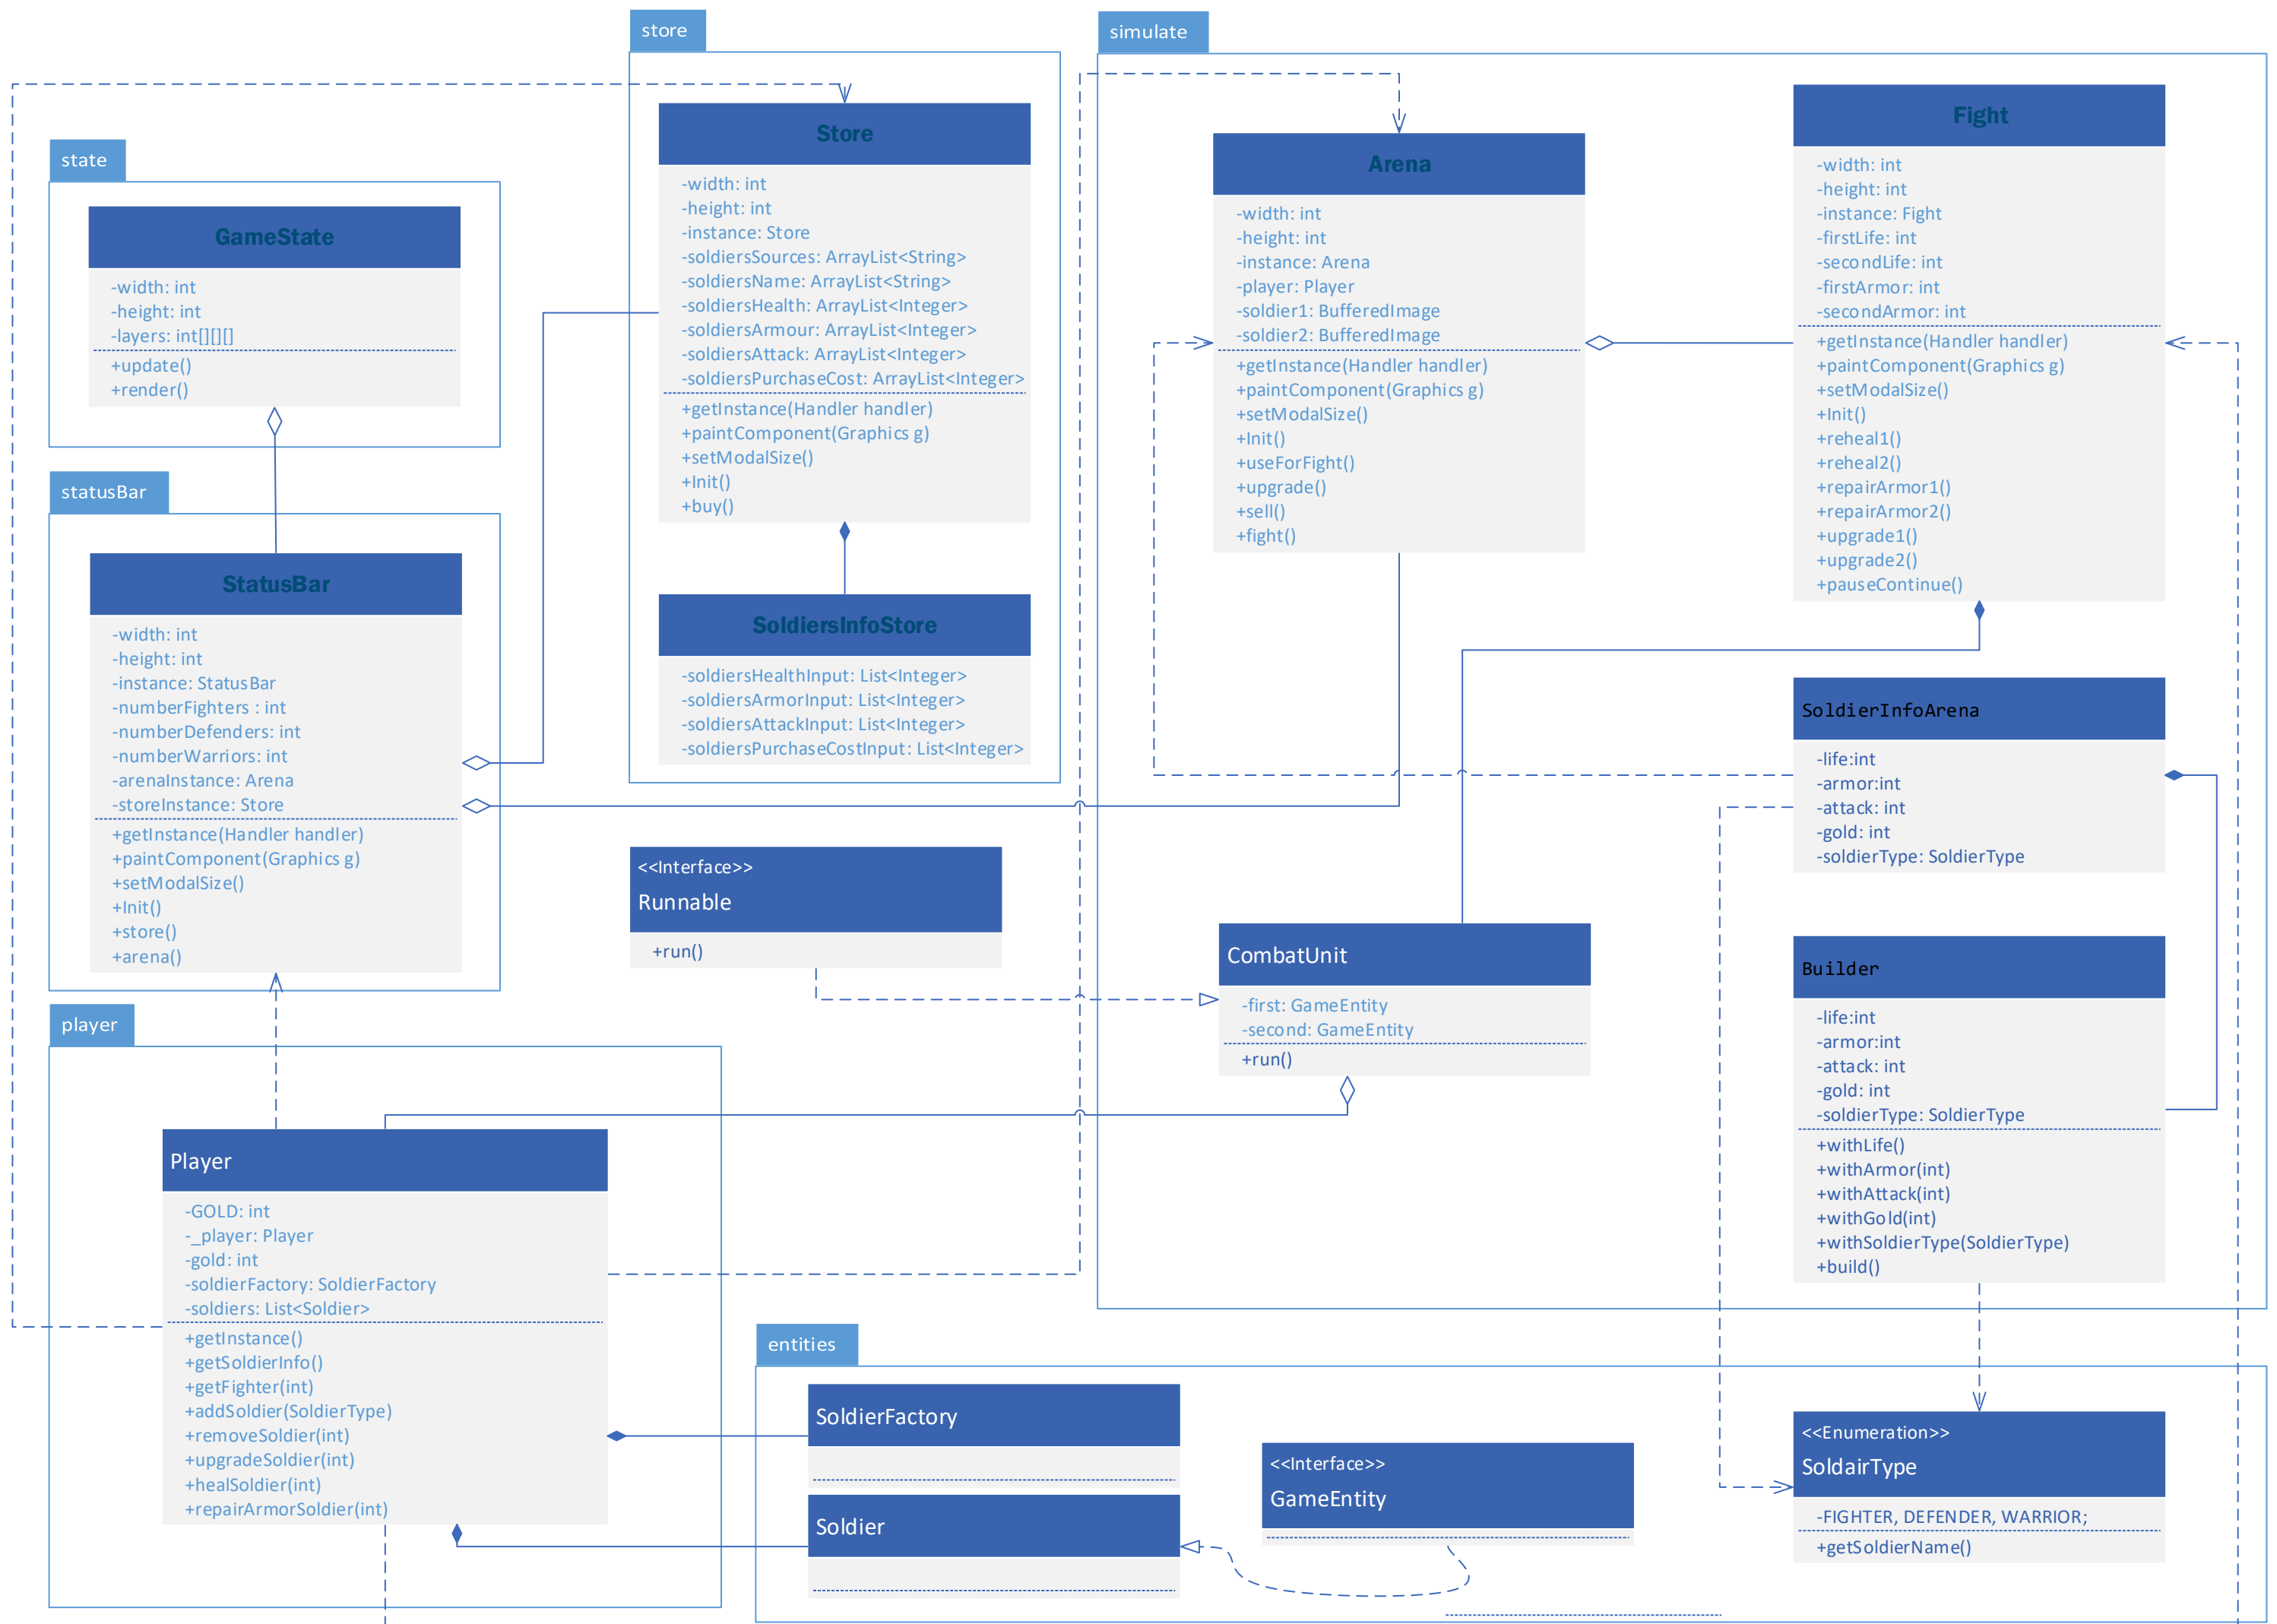 store
simulate
state
statusBar
player
entities
GameState
-width: int
-height: int
-layers: int[][][]
+update()
+render()
StatusBar
-width: int
-height: int
-instance: StatusBar
-numberFighters : int
-numberDefenders: int
-numberWarriors: int
-arenaInstance: Arena
-storeInstance: Store
+getInstance(Handler handler)
+paintComponent(Graphics g)
+setModalSize()
+Init()
+store()
+arena()
Store
-width: int
-height: int
-instance: Store
-soldiersSources: ArrayList<String>
-soldiersName: ArrayList<String>
-soldiersHealth: ArrayList<Integer>
-soldiersArmour: ArrayList<Integer>
-soldiersAttack: ArrayList<Integer>
-soldiersPurchaseCost: ArrayList<Integer>
+getInstance(Handler handler)
+paintComponent(Graphics g)
+setModalSize()
+Init()
+buy()
SoldiersInfoStore
-soldiersHealthInput: List<Integer>
-soldiersArmorInput: List<Integer>
-soldiersAttackInput: List<Integer>
-soldiersPurchaseCostInput: List<Integer>
<<Interface>>
Runnable
+run()
Arena
-width: int
-height: int
-instance: Arena
-player: Player
-soldier1: BufferedImage
-soldier2: BufferedImage
+getInstance(Handler handler)
+paintComponent(Graphics g)
+setModalSize()
+Init()
+useForFight()
+upgrade()
+sell()
+fight()
Fight
-width: int
-height: int
-instance: Fight
-firstLife: int
-secondLife: int
-firstArmor: int
-secondArmor: int
+getInstance(Handler handler)
+paintComponent(Graphics g)
+setModalSize()
+Init()
+reheal1()
+reheal2()
+repairArmor1()
+repairArmor2()
+upgrade1()
+upgrade2()
+pauseContinue()
SoldierInfoArena
-life:int
-armor:int
-attack: int
-gold: int
-soldierType: SoldierType
CombatUnit
-first: GameEntity
-second: GameEntity
+run()
Builder
-life:int
-armor:int
-attack: int
-gold: int
-soldierType: SoldierType
+withLife()
+withArmor(int)
+withAttack(int)
+withGold(int)
+withSoldierType(SoldierType)
+build()
Player
-GOLD: int
-_player: Player
-gold: int
-soldierFactory: SoldierFactory
-soldiers: List<Soldier>
+getInstance()
+getSoldierInfo()
+getFighter(int)
+addSoldier(SoldierType)
+removeSoldier(int)
+upgradeSoldier(int)
+healSoldier(int)
+repairArmorSoldier(int)
SoldierFactory
Soldier
<<Interface>>
GameEntity
<<Enumeration>>
SoldairType
-FIGHTER, DEFENDER, WARRIOR;
+getSoldierName()